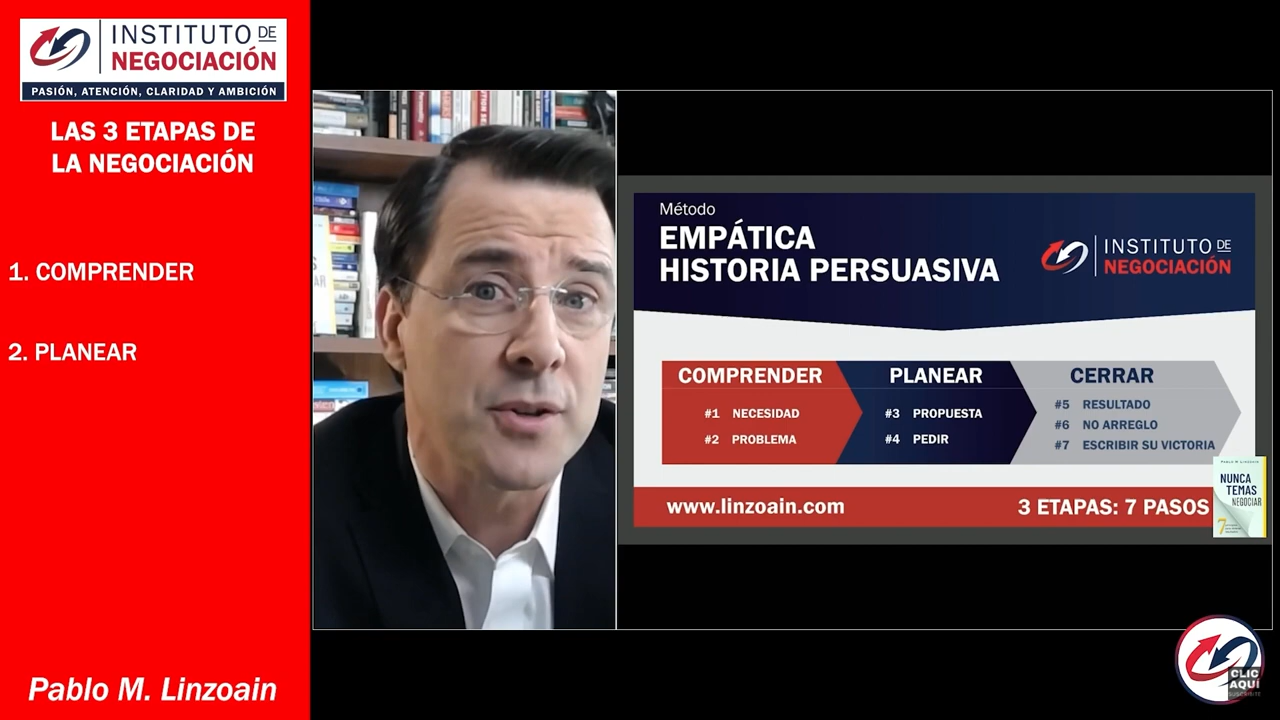 INSTITUTO DE
NEGOCIACIÓN
PASIÓN, ATENCIÓN, CLARIDAD Y AMBICIÓN
LAS 3 ETAPAS DE
LA NEGOCIACIÓN
1. COMPRENDER
2. PLANEAR
Pablo M. Linzoain
Método
EMPÁTICA
HISTORIA PERSUASIVA
INSTITUTO DE
NEGOCIACIÓN
COMPRENDER
#1 NECESIDAD
#2 PROBLEMA
PLANEAR
#3 PROPUESTA
#4 PEDIR
CERRAR
#5 RESULTADO
#6 NO ARREGLO
#7 ESCRIBIR SU VICTORIA
www.linzoain.com
3 ETAPAS: 7 PASOS
PABLO M. LINZOAIN
NUNCA
TEMAS
NEGOCIAR
7
CLIC
AQUÍ